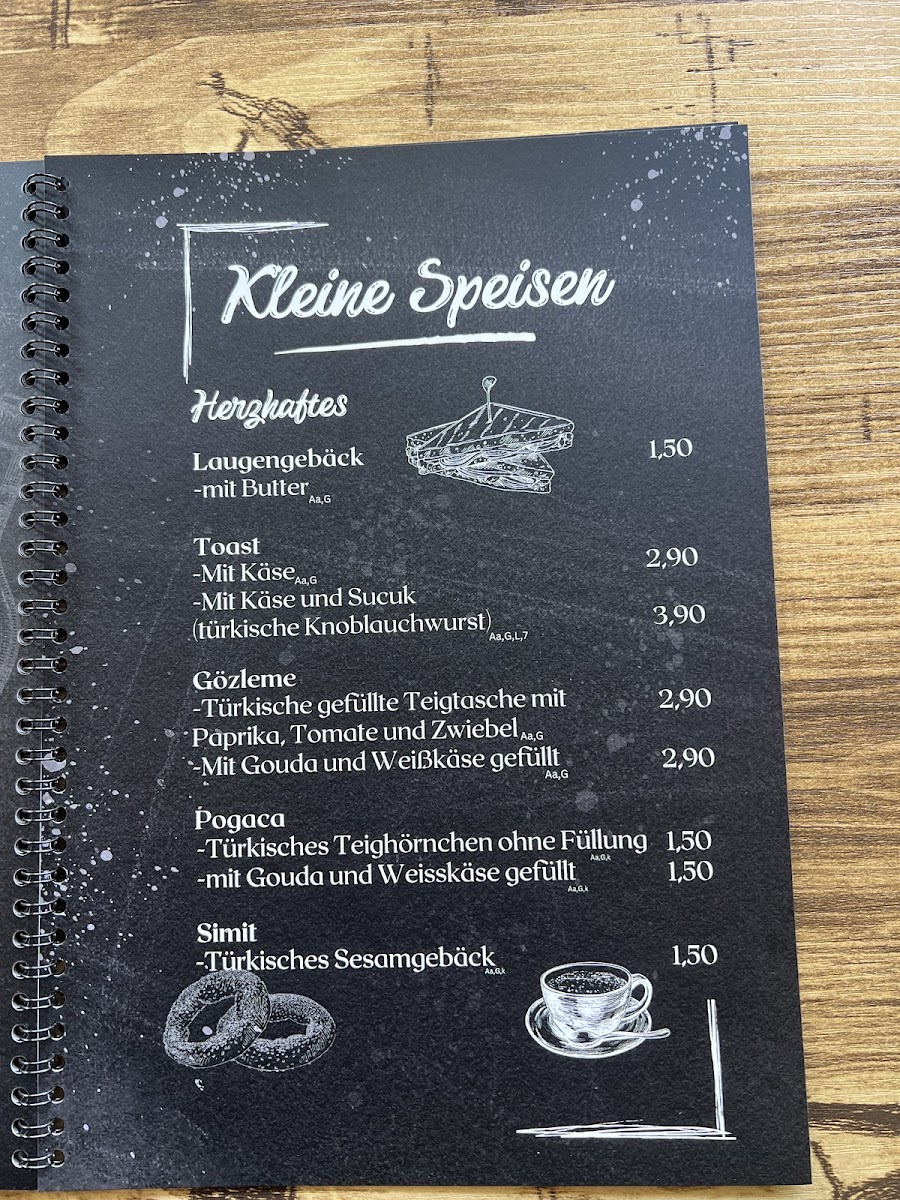 Kleine Speisen
Herzhaftes
Laugengebäck 1,50
-mit Butter Aa,G
Toast
-Mit Käse Aa,G 2,90
-Mit Käse und Sucuk
(türkische Knoblauchwurst) Aa,G,L,7 3,90
Gözleme
-Türkische gefüllte Teigtasche mit 2,90
Paprika, Tomate und Zwiebel Aa,G
-Mit Gouda und Weißkäse gefüllt Aa,G 2,90
Pogaca
-Türkisches Teighörnchen ohne Füllung Aa,G,k 1,50
-mit Gouda und Weisskäse gefüllt Aa,G,k 1,50
Simit
-Türkisches Sesamgebäck Aa,G,k 1,50